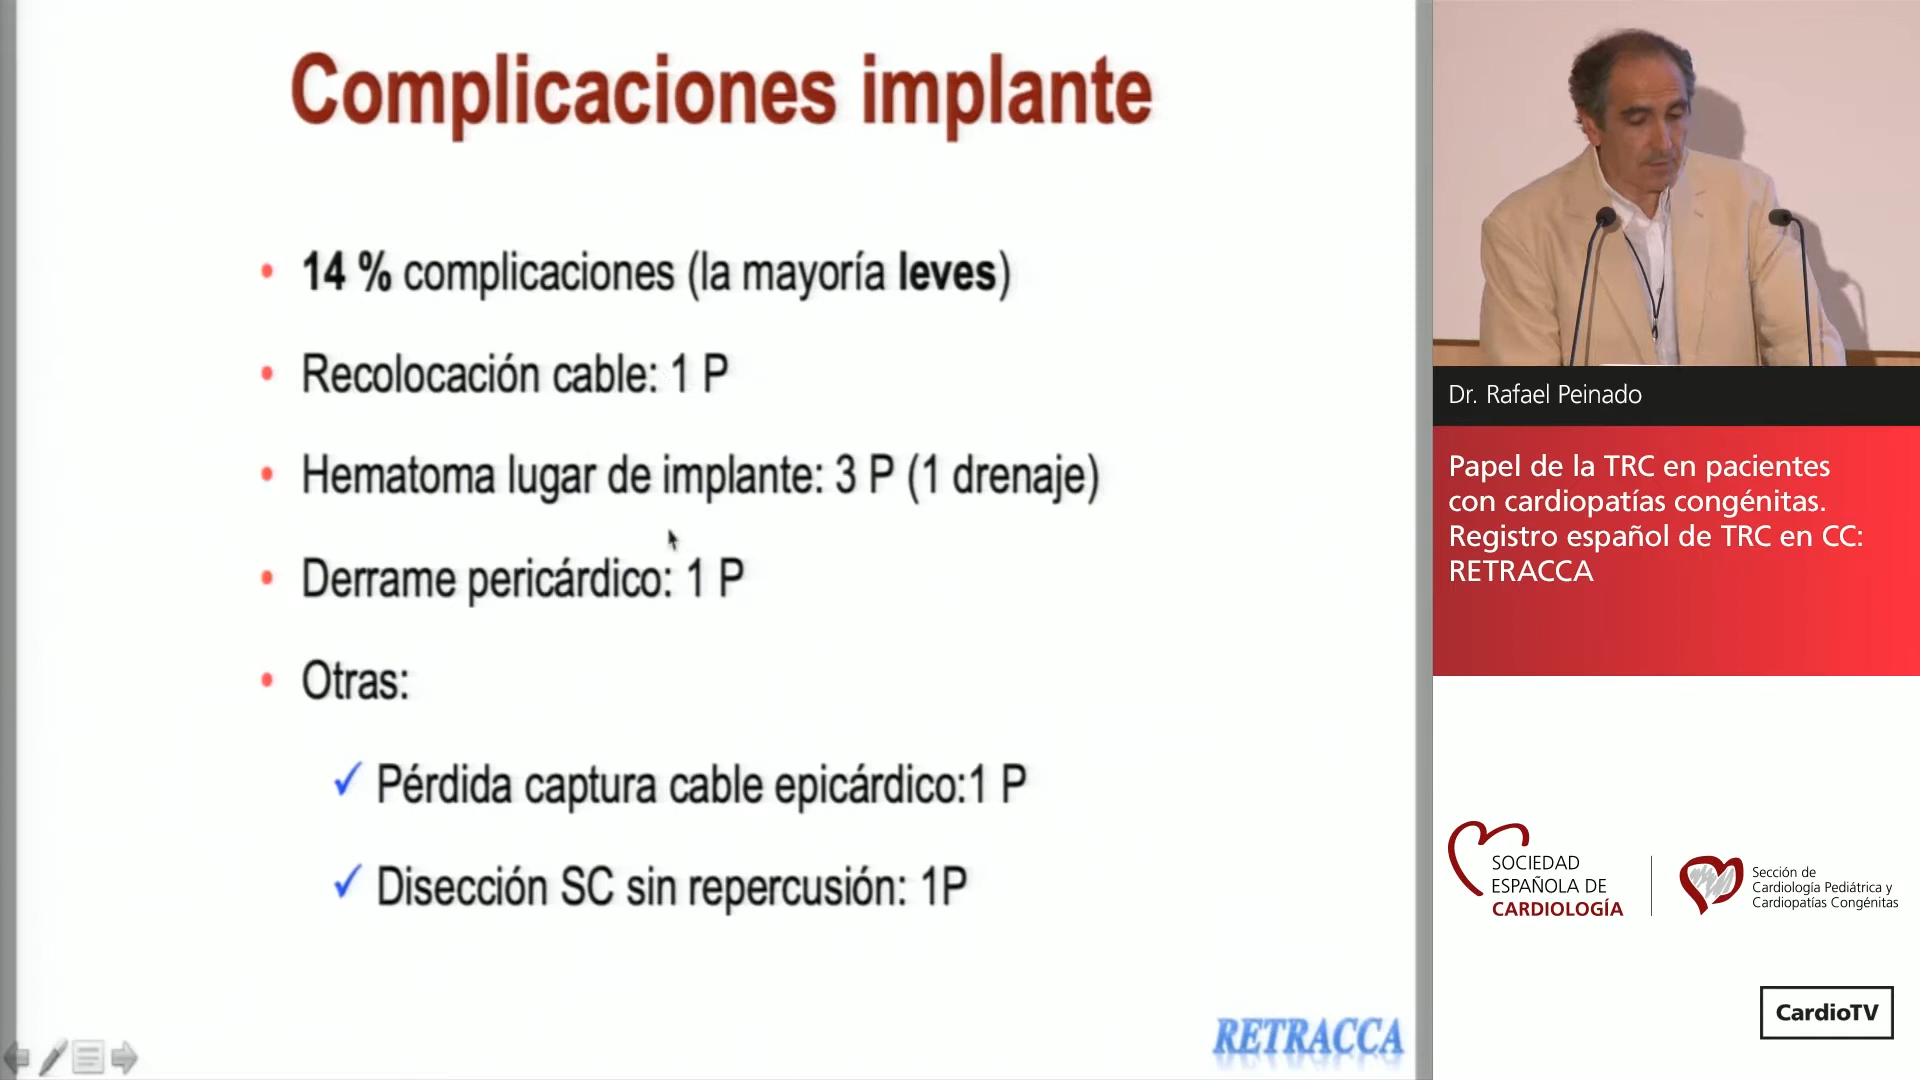 Complicaciones implante
• 14 % complicaciones (la mayoría leves)
• Recolocación cable: 1 P
• Hematoma lugar de implante: 3 P (1 drenaje)
• Derrame pericárdico: 1 P
• Otras:
✓ Pérdida captura cable epicárdico:1 P
✓ Disección SC sin repercusión: 1P
RETRACCA
Dr. Rafael Peinado
Papel de la TRC en pacientes
con cardiopatías congénitas.
Registro español de TRC en CC:
RETRACCA
SOCIEDAD
ESPAÑOLA DE
CARDIOLOGÍA
Sección de
Cardiología Pediátrica y
Cardiopatías Congénitas
CardioTV